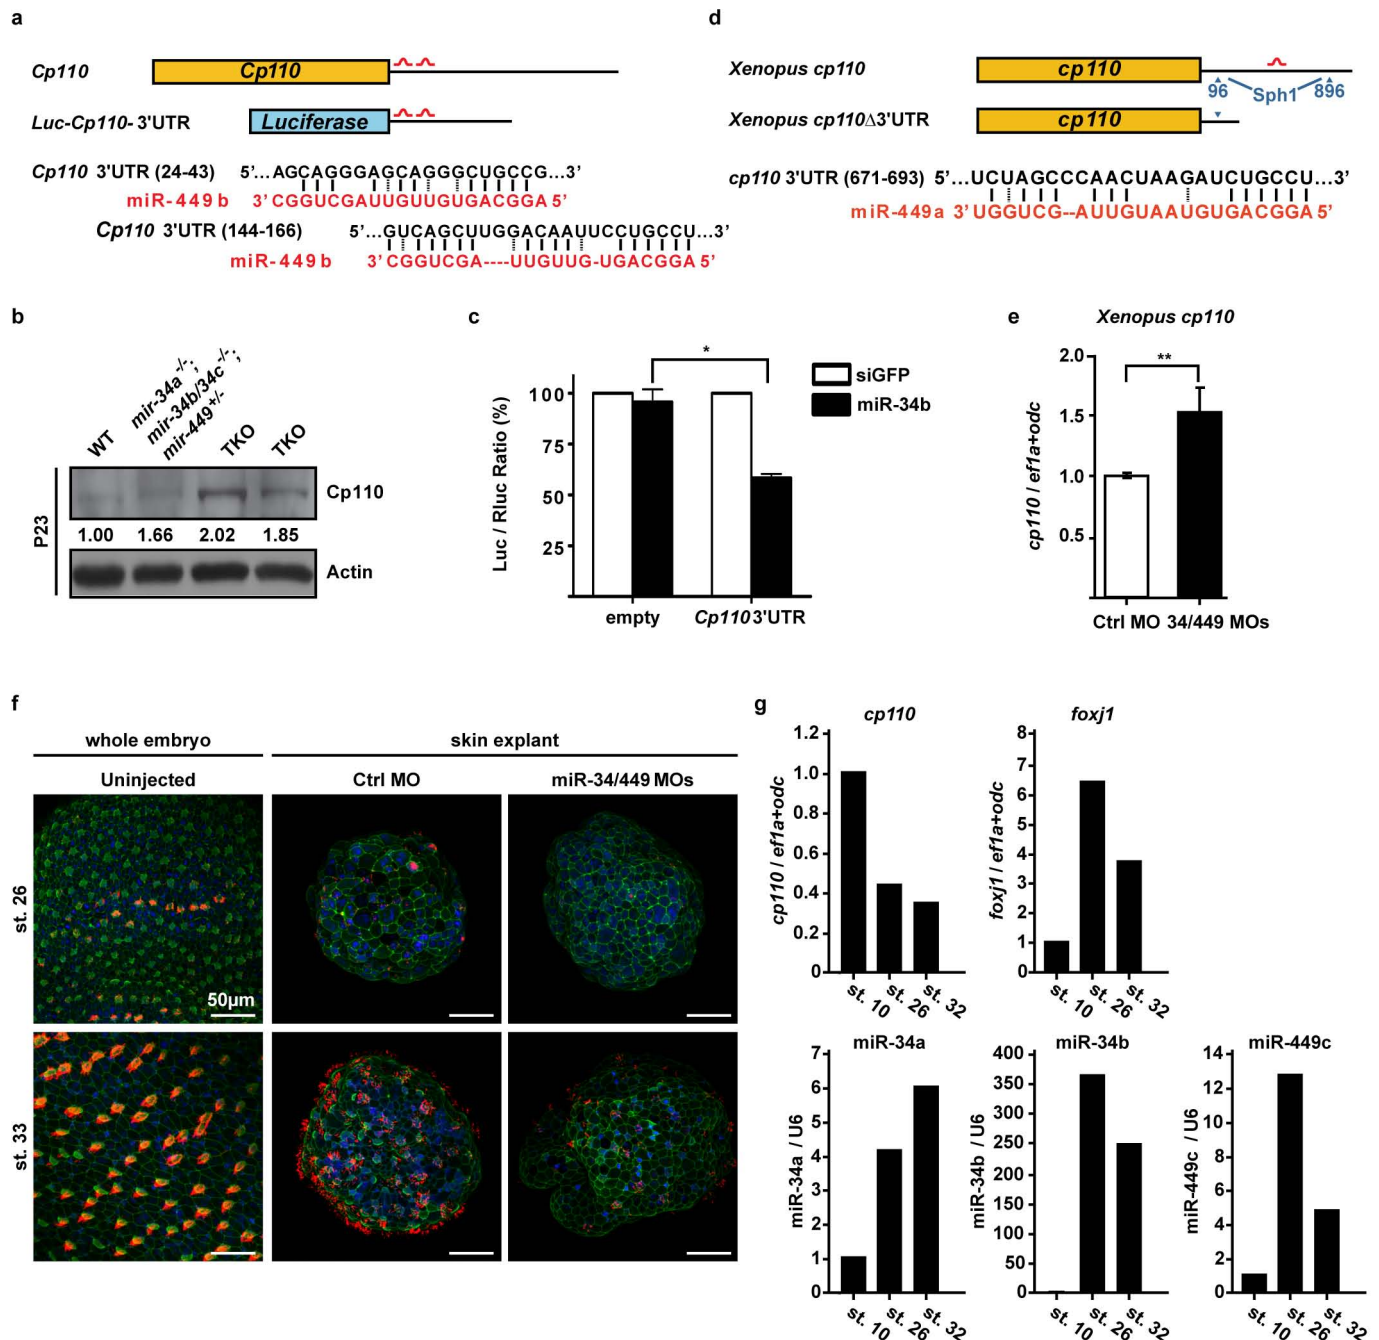 a
Cp110
Cp110
Luc-Cp110-3'UTR
Luciferase
Cp110 3'UTR (24-43) 5'...AGCAGGGAGCAGGGCUGCCG...3'
miR-449b 3' CGGUCGAUUGUUGUGACGGA 5'
Cp110 3'UTR (144-166) 5'...GUCAGCUUGGACAAUUCCUGCCU...3'
miR-449b 3' CGGUCGA----UUGUUG-UGACGGA 5'
d
Xenopus cp110
cp110
96 Sph1 896
Xenopus cp110Δ3'UTR
cp110
cp110 3'UTR (671-693) 5'...UCUAGCCCAACUAAGAUCUGCCU...3'
miR-449a 3' UGGUCG--AUUGUAAUGUGACGGA 5'
b
WT
mir-34a-/-;
mir-34b/34c-/-;
mir-449+/-
TKO
TKO
P23
Cp110
1.00 1.66 2.02 1.85
Actin
c
Luc / Rluc Ratio (%)
100
75
50
25
*
siGFP
miR-34b
empty
Cp110 3'UTR
e
Xenopus cp110
cp110 / ef1a+odc
2.0
1.5
1.0
0.5
**
Ctrl MO 34/449 MOs
f
whole embryo
skin explant
Uninjected
Ctrl MO
miR-34/449 MOs
st. 26
50µm
st. 33
g
cp110
cp110 / ef1a+odc
1.2
1.0
0.8
0.6
0.4
0.2
0
st. 10
st. 26
st. 32
foxj1
foxj1 / ef1a+odc
8
7
6
5
4
3
2
1
0
st. 10
st. 26
st. 32
miR-34a
miR-34a / U6
7
6
5
4
3
2
1
0
st. 10
st. 26
st. 32
miR-34b
miR-34b / U6
400
350
300
250
200
150
100
50
0
st. 10
st. 26
st. 32
miR-449c
miR-449c / U6
14
12
10
8
6
4
2
0
st. 10
st. 26
st. 32